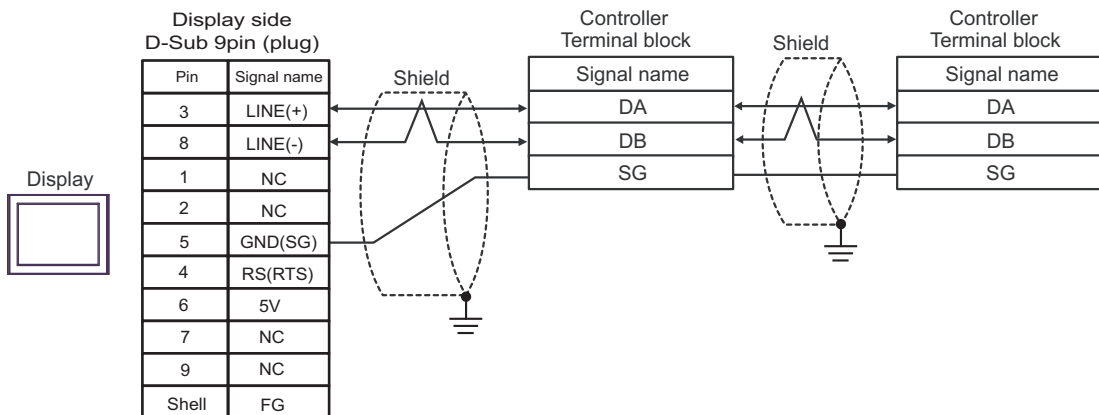 Display side
D-Sub 9pin (plug)
Controller
Terminal block
Controller
Terminal block
Shield
Shield
Pin Signal name
3 LINE(+)
8 LINE(-)
1 NC
2 NC
5 GND(SG)
4 RS(RTS)
6 5V
7 NC
9 NC
Shell FG
Signal name
DA
DB
SG
Signal name
DA
DB
SG
Display